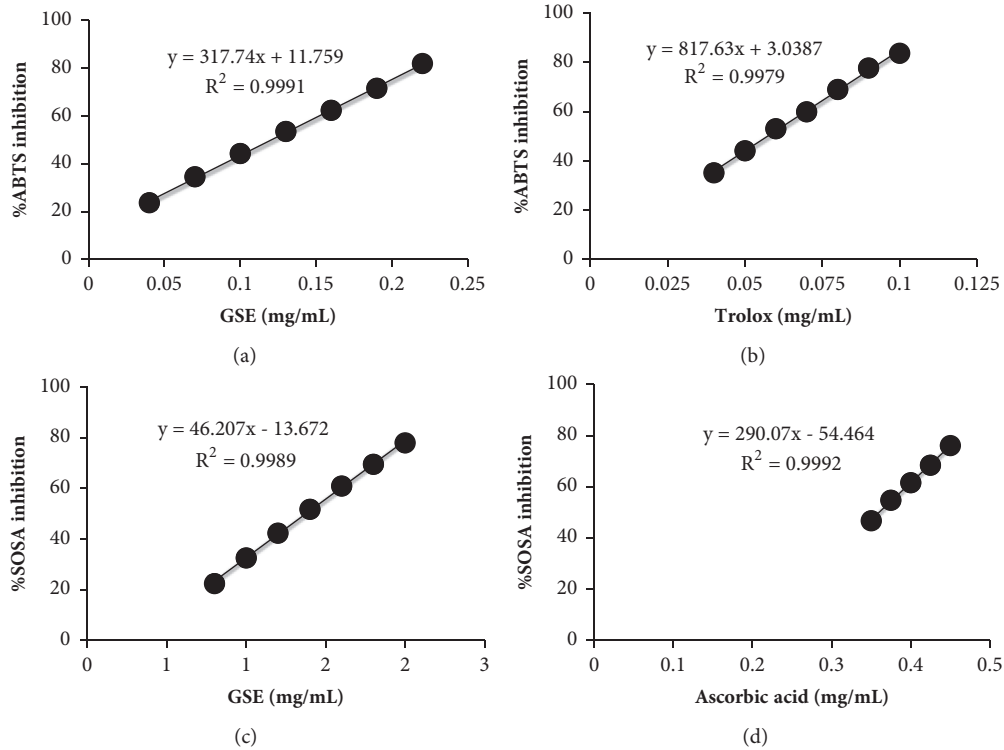 100
80
60
40
20
0
%ABTS inhibition
y = 317.74x + 11.759
R² = 0.9991
0 0.05 0.1 0.15 0.2 0.25
GSE (mg/mL)
(a)
100
80
60
40
20
0
%ABTS inhibition
y = 817.63x + 3.0387
R² = 0.9979
0 0.025 0.05 0.075 0.1 0.125
Trolox (mg/mL)
(b)
100
80
60
40
20
0
%SOSA inhibition
y = 46.207x - 13.672
R² = 0.9989
0 1 1 2 2 3
GSE (mg/mL)
(c)
100
80
60
40
20
0
%SOSA inhibition
y = 290.07x - 54.464
R² = 0.9992
0 0.1 0.2 0.3 0.4 0.5
Ascorbic acid (mg/mL)
(d)